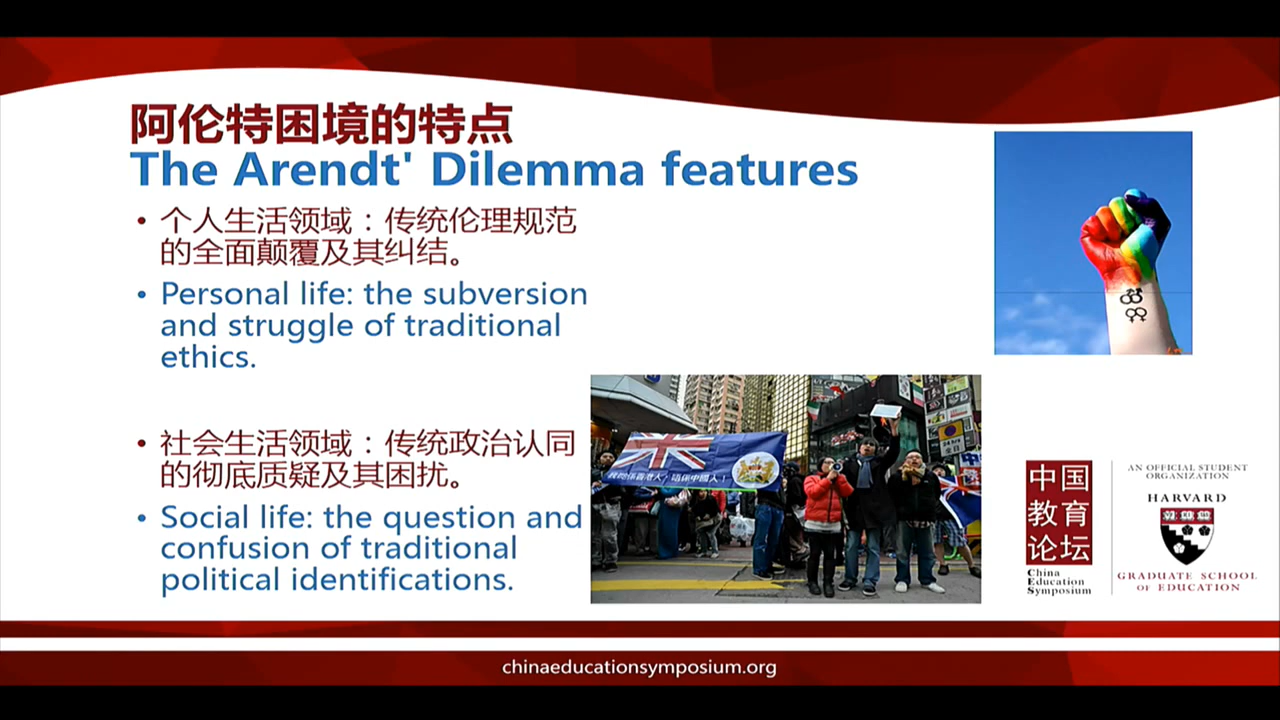 阿伦特困境的特点
The Arendt' Dilemma features
• 个人生活领域：传统伦理规范
的全面颠覆及其纠结。
• Personal life: the subversion
and struggle of traditional
ethics.
• 社会生活领域：传统政治认同
的彻底质疑及其困扰。
• Social life: the question and
confusion of traditional
political identifications.
中国
教育
论坛
China
Education
Symposium
AN OFFICIAL STUDENT
ORGANIZATION
HARVARD
GRADUATE SCHOOL
OF EDUCATION
chinaeducationsymposium.org